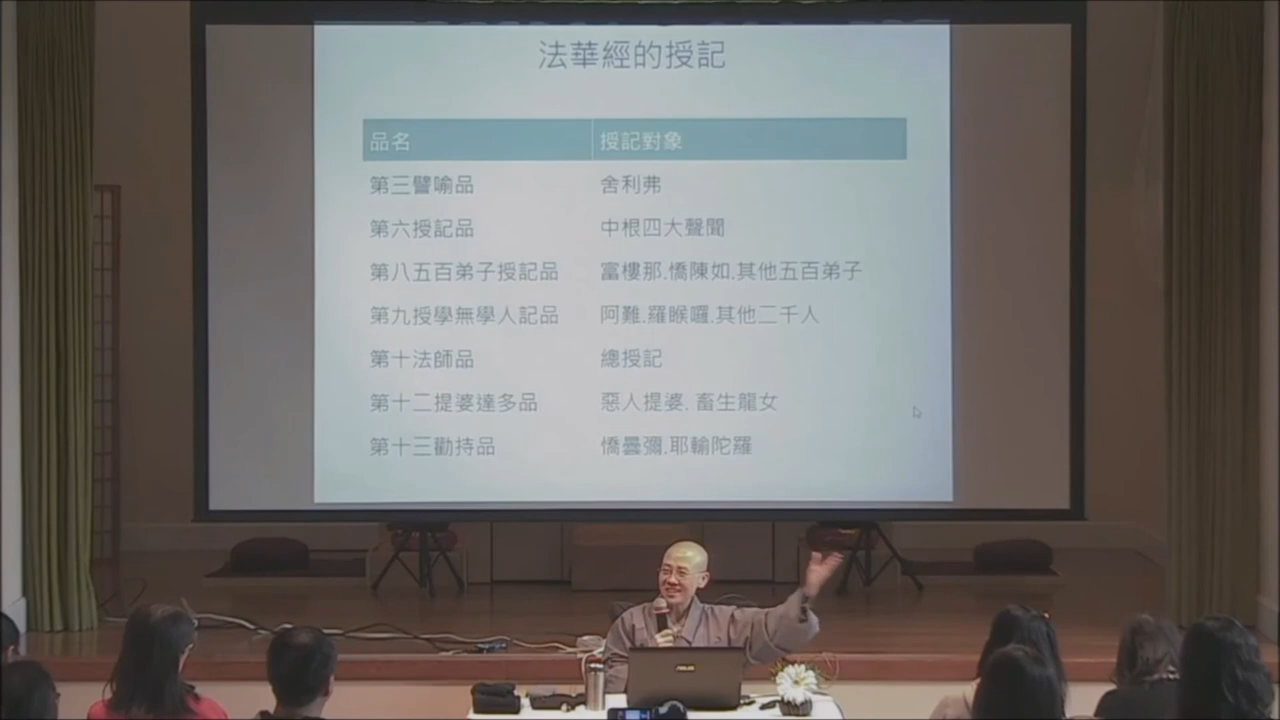 法華經的授記
品名 授記對象
第三譬喻品 舍利弗
第六授記品 中根四大聲聞
第八五百弟子授記品 富樓那.憍陳如.其他五百弟子
第九授學無學人記品 阿難.羅睺囉.其他二千人
第十法師品 總授記
第十二提婆達多品 惡人提婆. 畜生龍女
第十三勸持品 憍曇彌.耶輸陀羅
ASUS